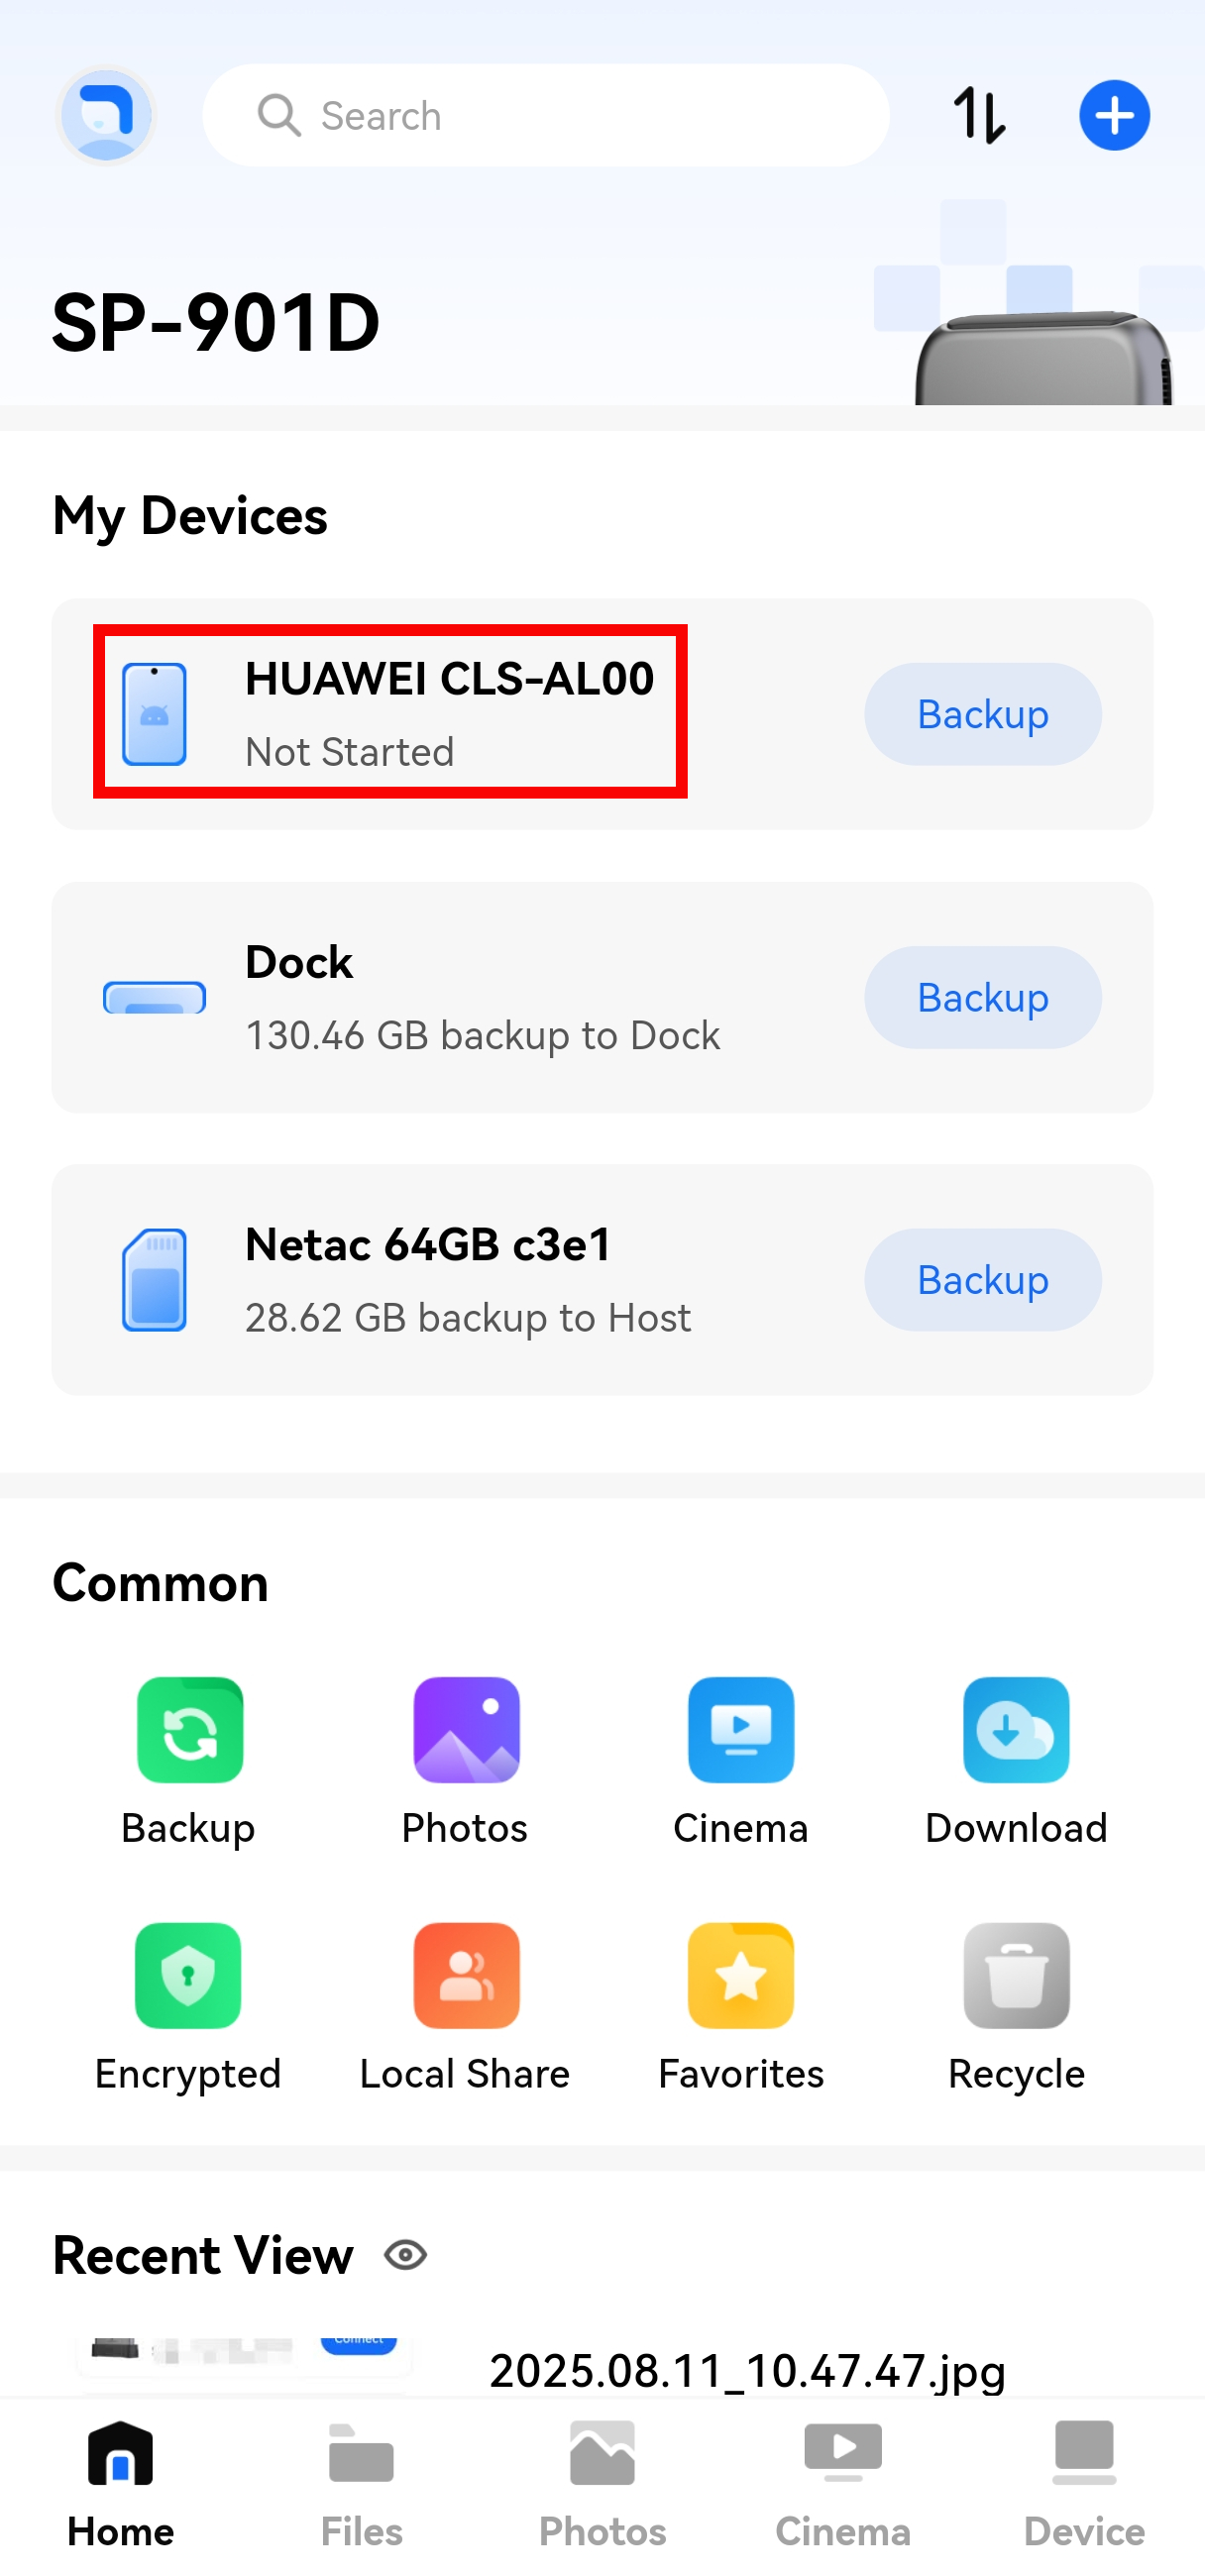 Search
SP-901D
My Devices
HUAWEI CLS-AL00
Not Started
Backup
Dock
130.46 GB backup to Dock
Backup
Netac 64GB c3e1
28.62 GB backup to Host
Backup
Common
Backup Photos Cinema Download
Encrypted Local Share Favorites Recycle
Recent View
Connect
2025.08.11_10.47.47.jpg
Home Files Photos Cinema Device